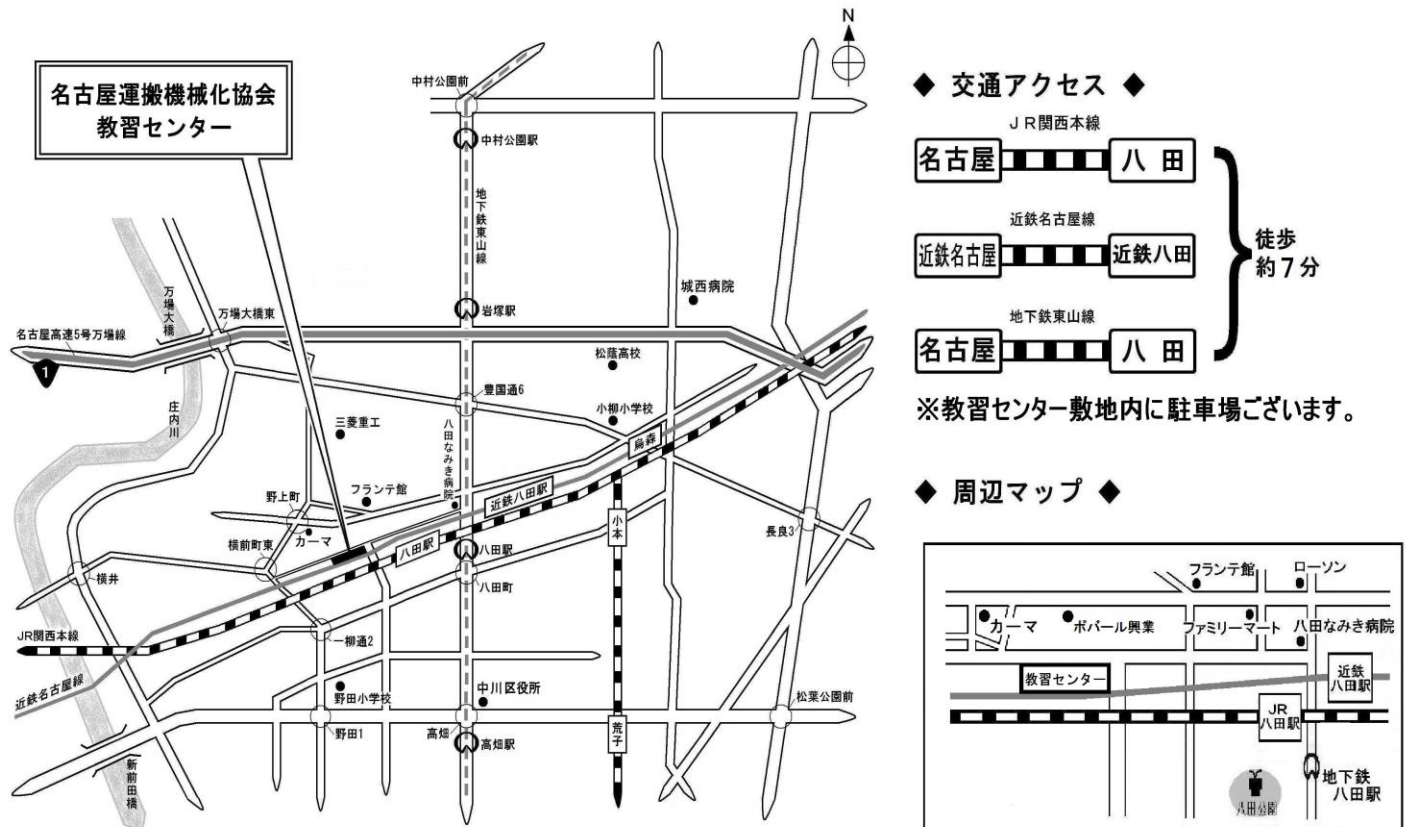 名古屋運搬機械化協会
教習センター
N
中村公園前
中村公園駅
地下鉄東山線
岩塚駅
城西病院
万場大橋
万場大橋東
名古屋高速5号万場線
1
松蔭高校
豊国通6
小柳小学校
庄内川
三菱重工
八田なみき病院
烏森
野上町
フランテ館
近鉄八田駅
カーマ
小本
長良3
横前町東
八田駅
八田駅
横井
八田町
JR関西本線
一柳通2
近鉄名古屋線
野田小学校
中川区役所
松葉公園前
野田1
高畑
高畑駅
荒子
新前田橋
◆ 交通アクセス ◆
JR関西本線
名古屋
八田
近鉄名古屋線
近鉄名古屋
近鉄八田
地下鉄東山線
名古屋
八田
徒歩
約7分
※教習センター敷地内に駐車場ございます。
◆ 周辺マップ ◆
フランテ館
ローソン
カーマ
ポバール興業
ファミリーマート
八田なみき病院
教習センター
近鉄
八田駅
JR
八田駅
地下鉄
八田駅
八田公園